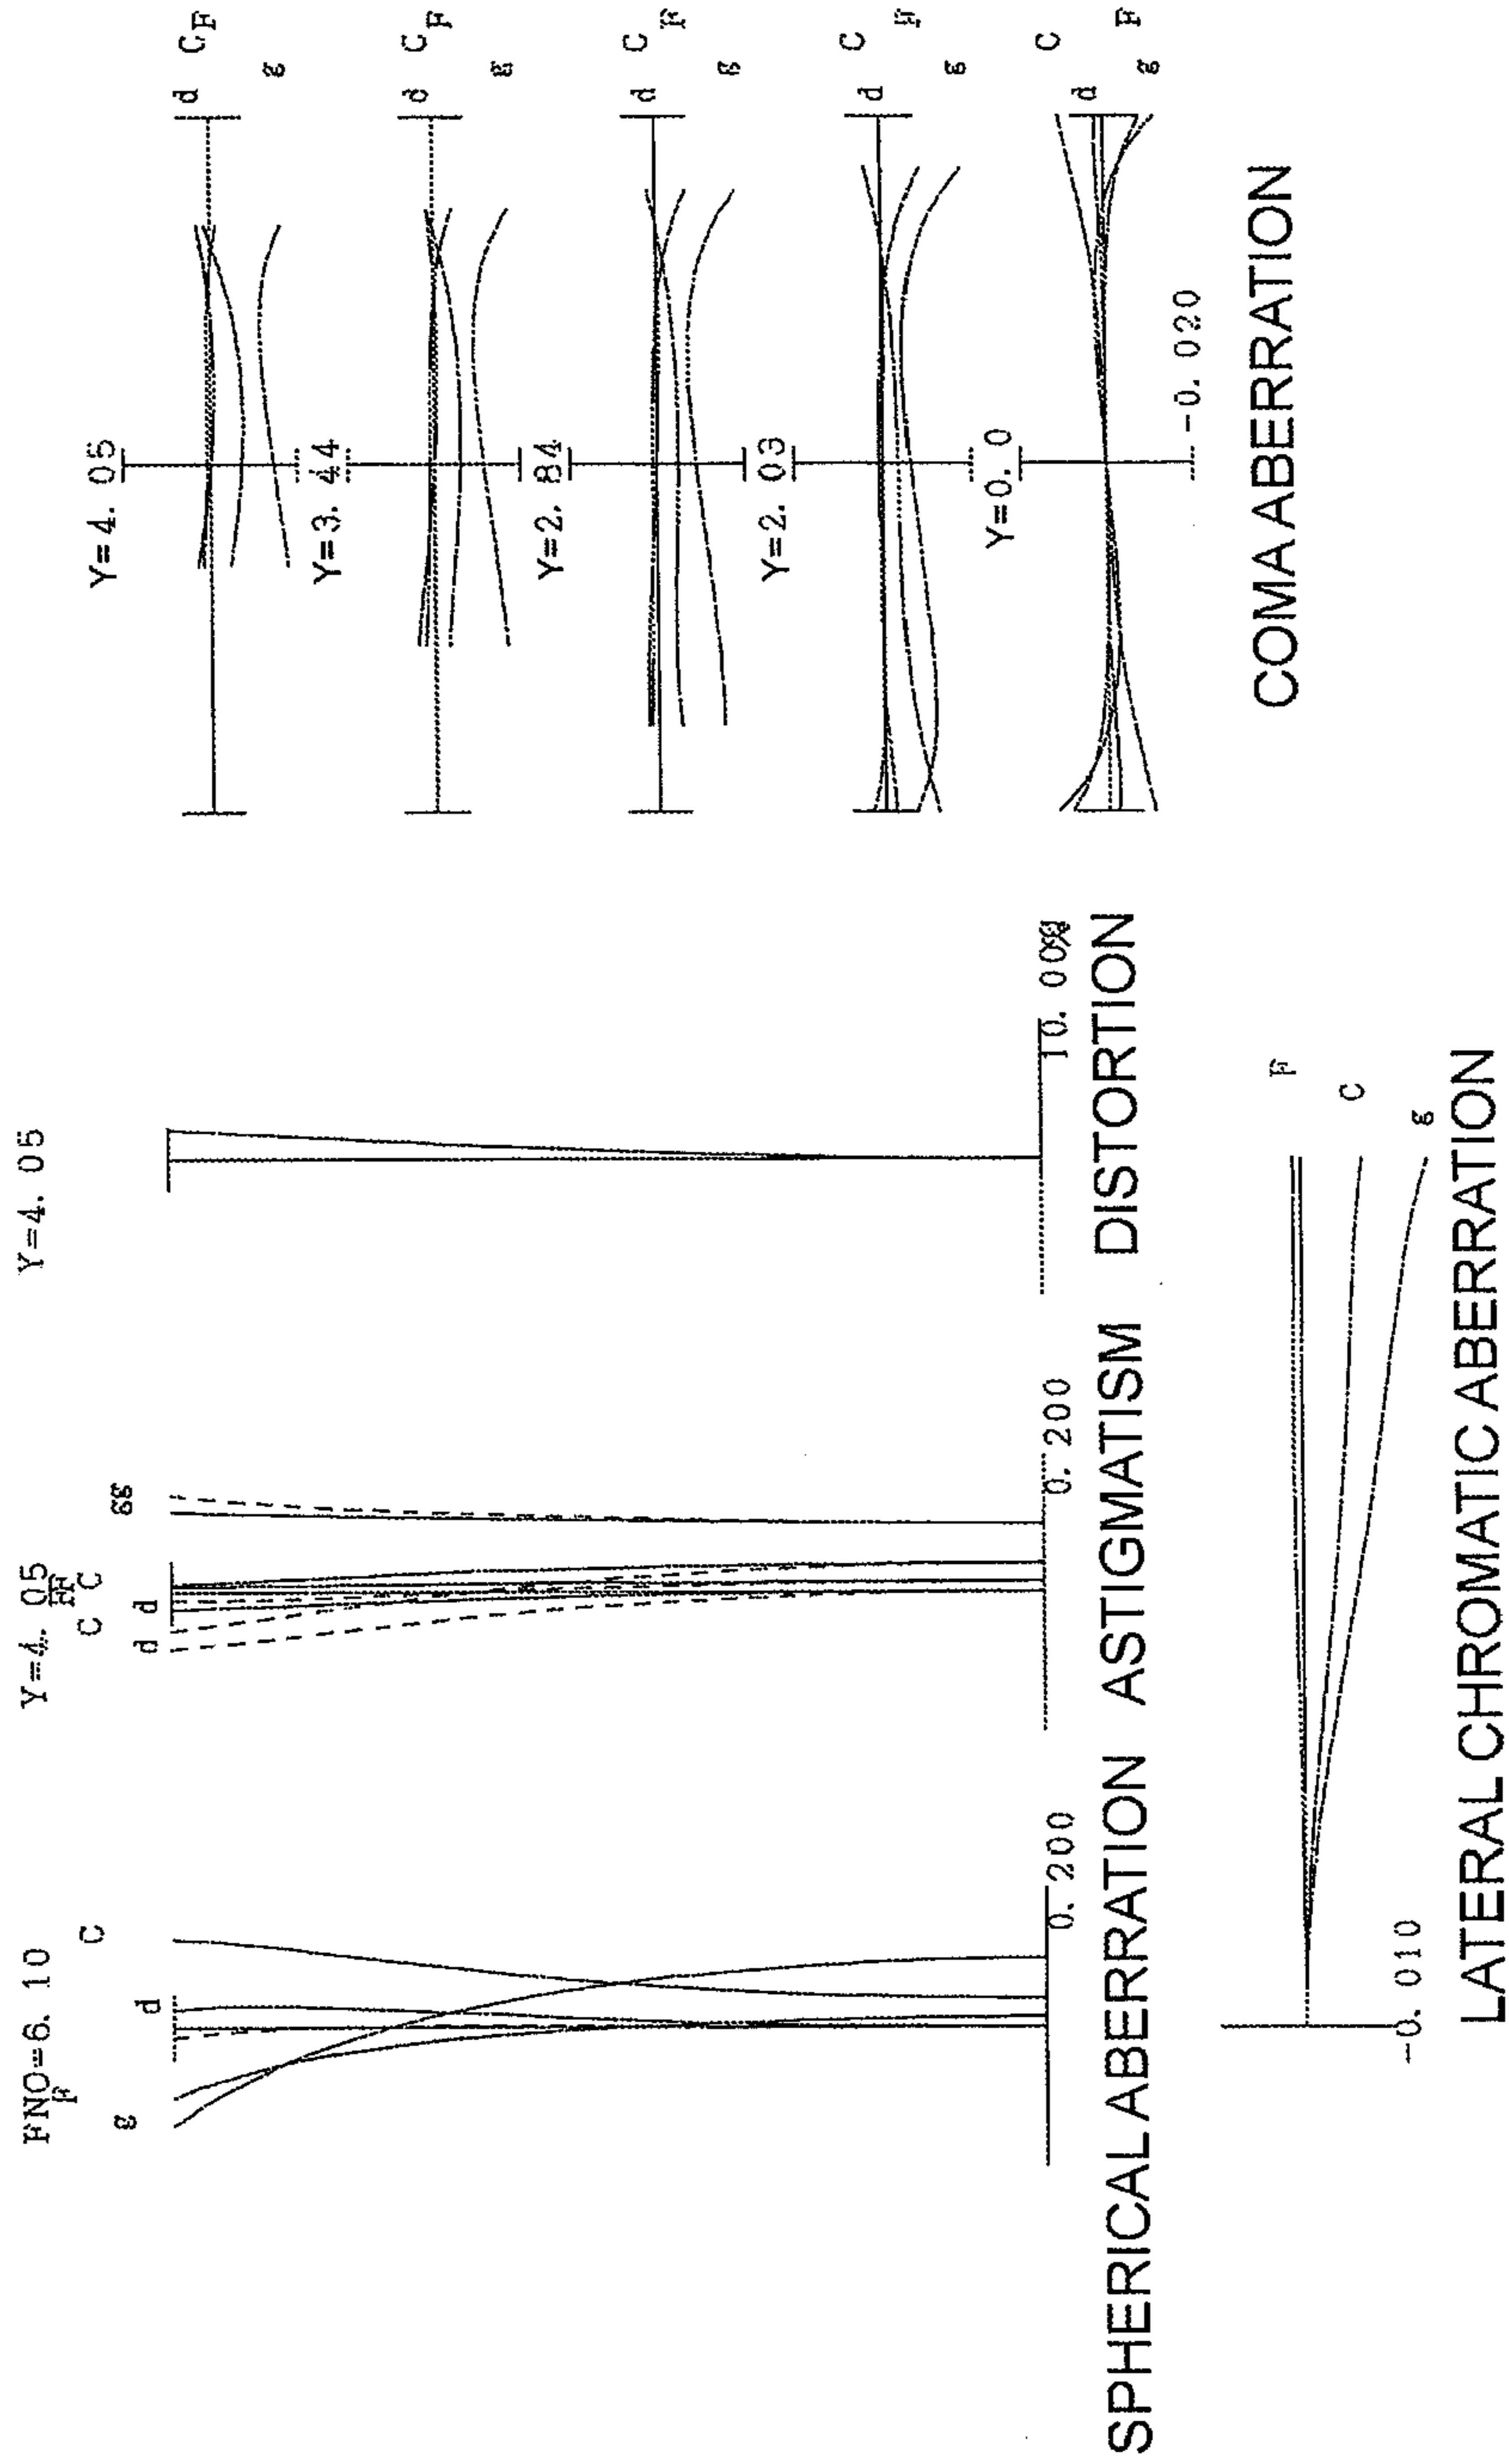 FNO=6.10
F
g
d
C
0.200
SPHERICAL ABERRATION
Y=4.05
F
C
C
d
d
gg
0.200
ASTIGMATISM
Y=4.05
10.00%
DISTORTION
Y=4.05
d
C
F
g
Y=3.44
d
C
F
g
Y=2.84
d
C
F
g
Y=2.03
d
C
F
g
Y=0.0
d
C
F
g
-0.020
COMA ABERRATION
F
C
g
-0.010
LATERAL CHROMATIC ABERRATION